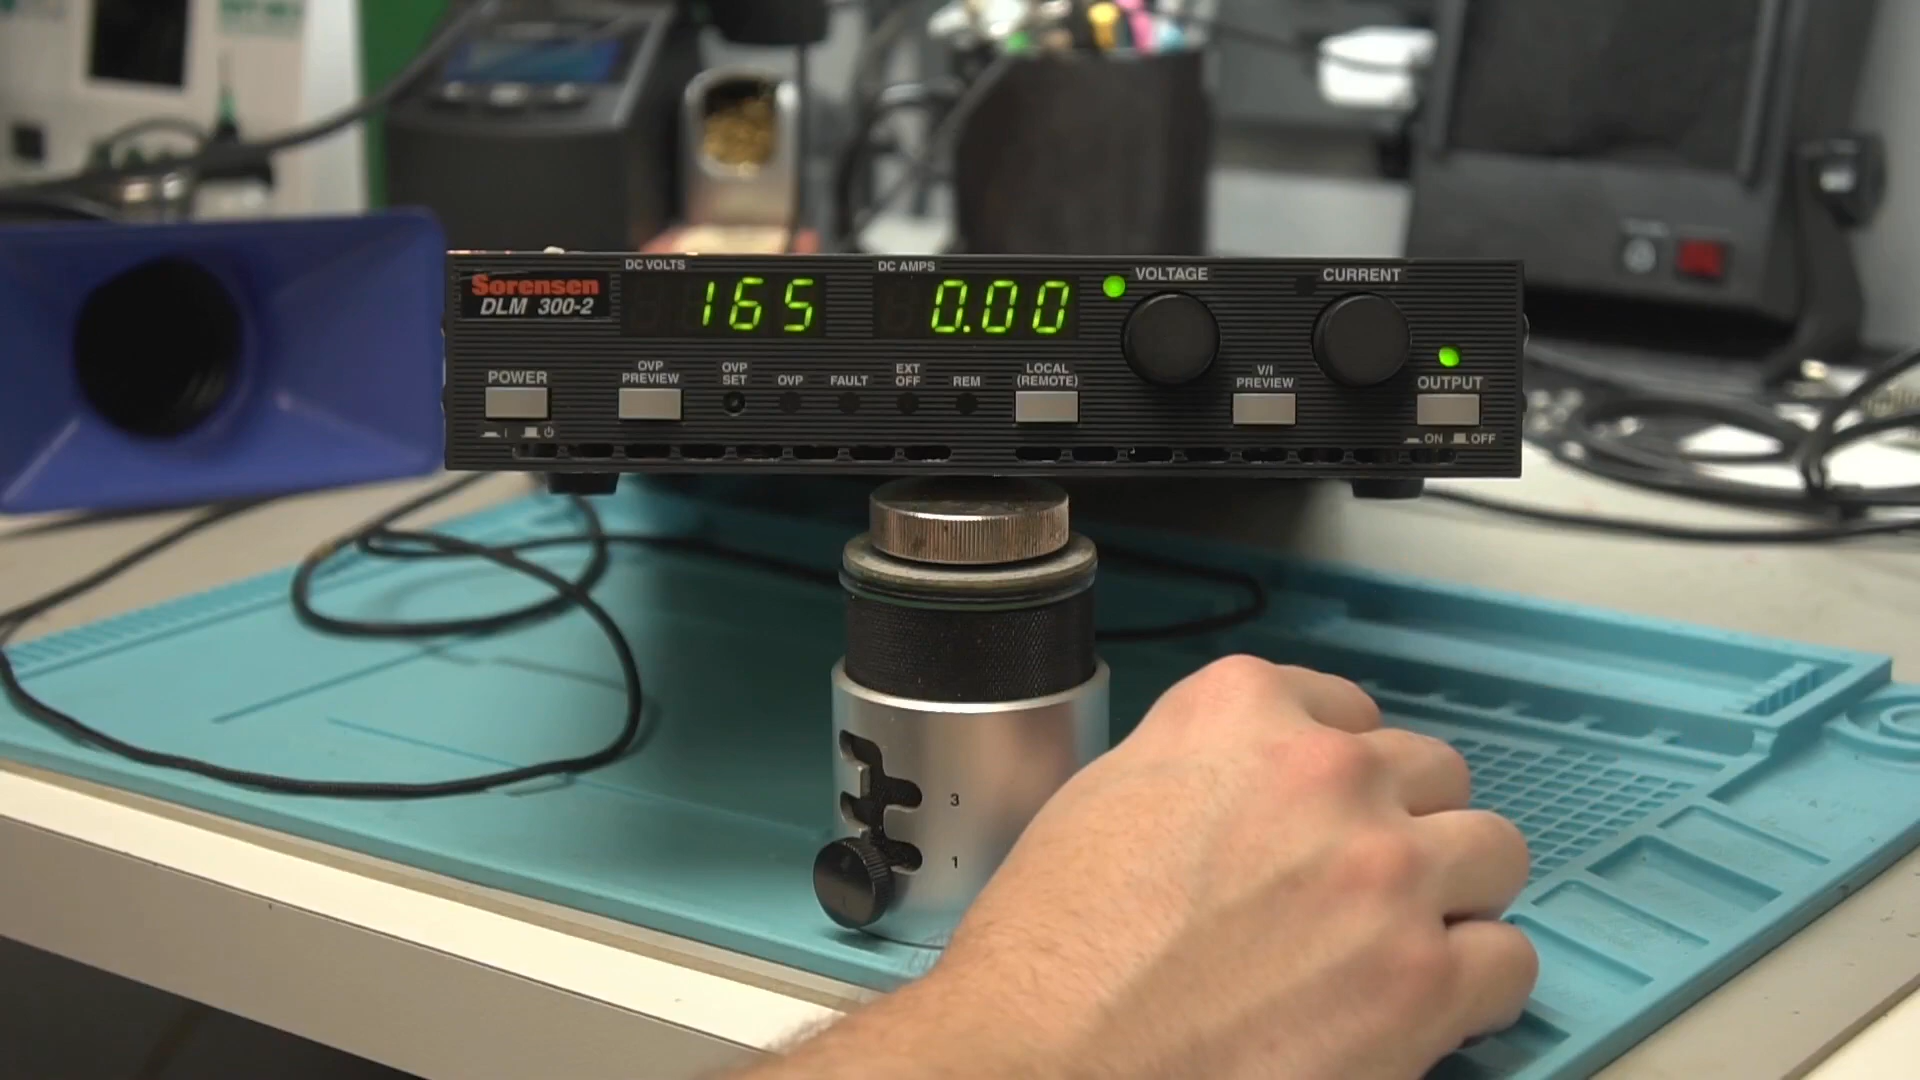 DC VOLTS
DC AMPS
VOLTAGE
CURRENT
Sorensen
DLM 300-2
165
0.00
POWER
OVP
PREVIEW
OVP
SET
OVP
FAULT
EXT
OFF
REM
LOCAL
(REMOTE)
V/I
PREVIEW
OUTPUT
ON
OFF
3
1